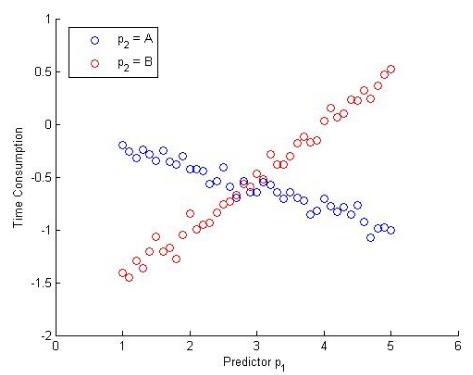 1
0.5
0
-0.5
-1
-1.5
-2
0 1 2 3 4 5 6
Time Consumption
Predictor p1
p2 = A
p2 = B